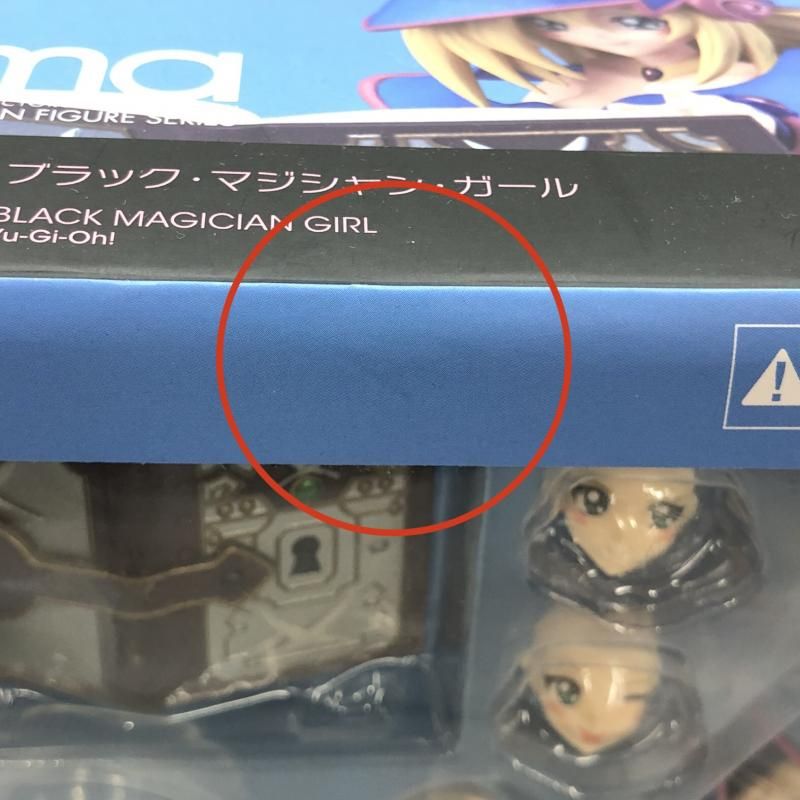 ma
N FIGURE SERIES
ブラック・マジシャン・ガール
BLACK MAGICIAN GIRL
Yu-Gi-Oh!